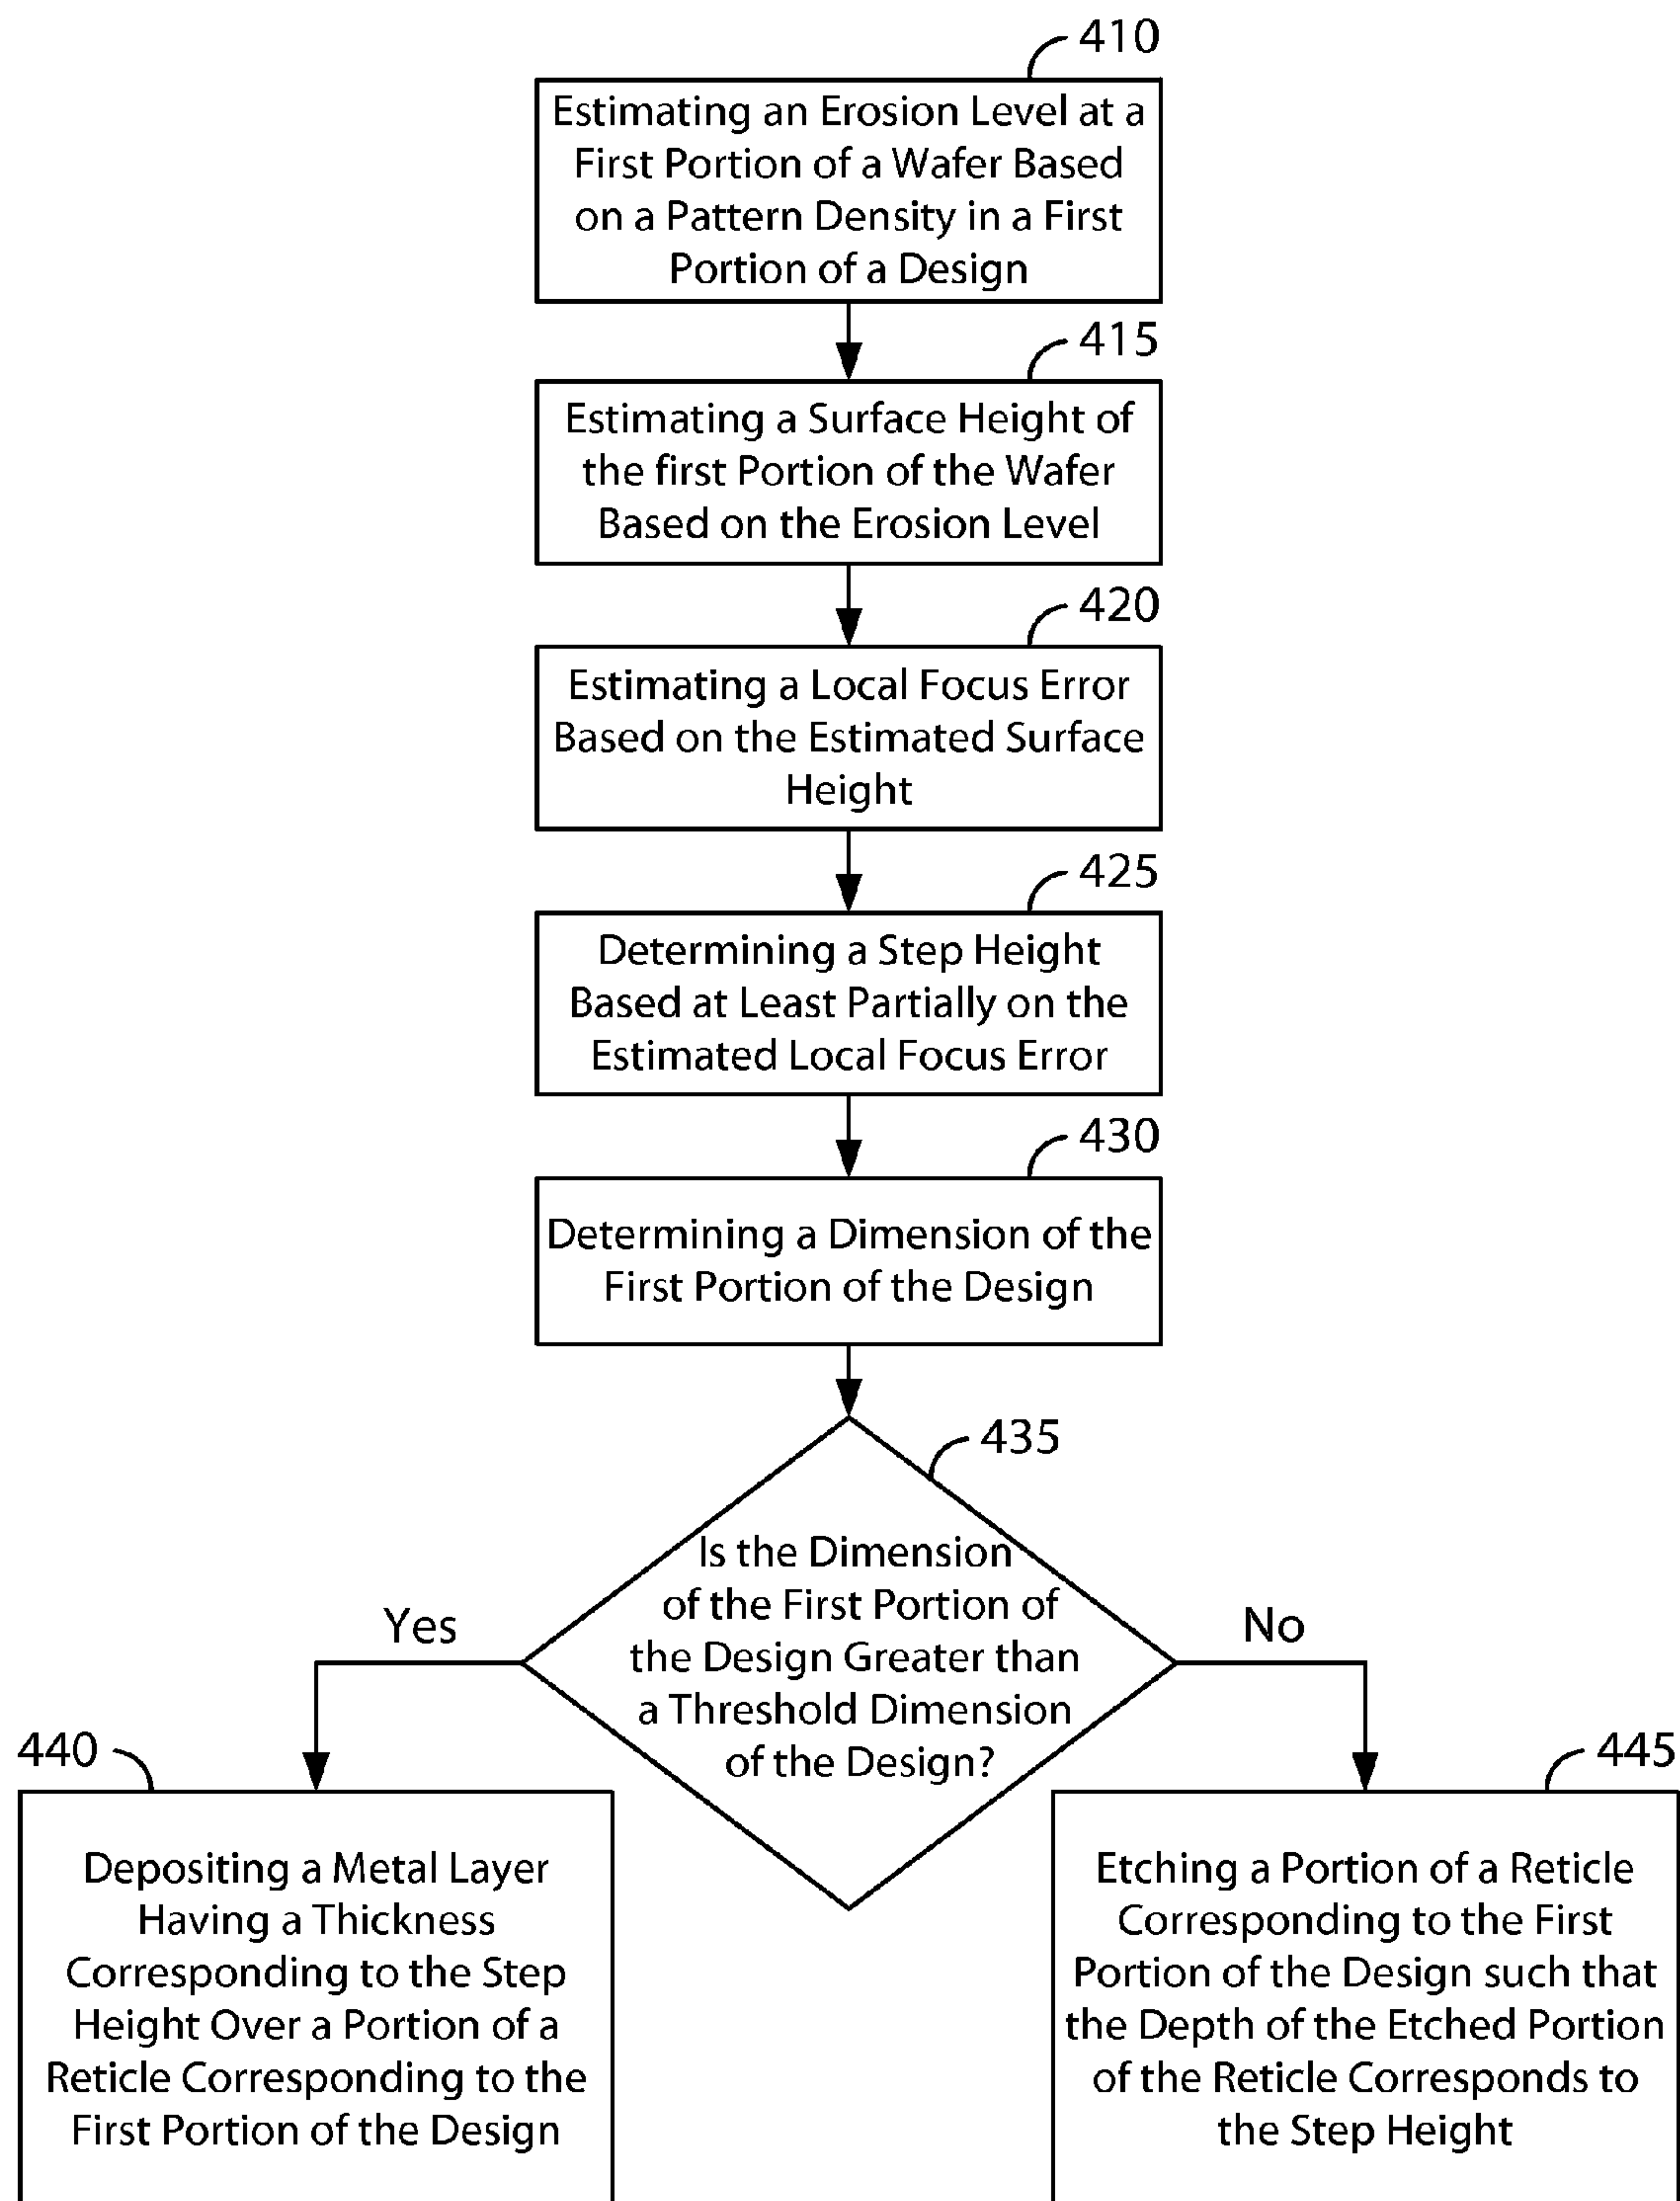 410
Estimating an Erosion Level at a
First Portion of a Wafer Based
on a Pattern Density in a First
Portion of a Design
415
Estimating a Surface Height of
the first Portion of the Wafer
Based on the Erosion Level
420
Estimating a Local Focus Error
Based on the Estimated Surface
Height
425
Determining a Step Height
Based at Least Partially on the
Estimated Local Focus Error
430
Determining a Dimension of the
First Portion of the Design
435
Is the Dimension
of the First Portion of
the Design Greater than
a Threshold Dimension
of the Design?
Yes
No
440
Depositing a Metal Layer
Having a Thickness
Corresponding to the Step
Height Over a Portion of a
Reticle Corresponding to the
First Portion of the Design
445
Etching a Portion of a Reticle
Corresponding to the First
Portion of the Design such that
the Depth of the Etched Portion
of the Reticle Corresponds to
the Step Height